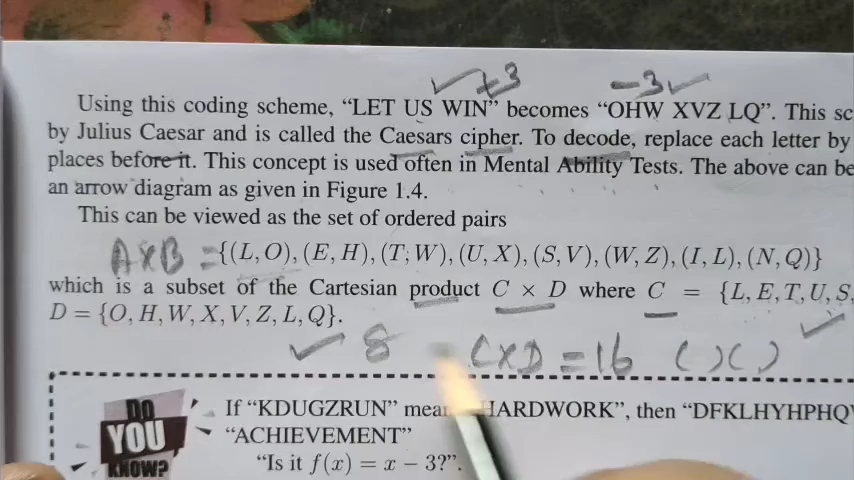 +3 -3
Using this coding scheme, “LET US WIN” becomes “OHW XVZ LQ”. This sc
by Julius Caesar and is called the Caesars cipher. To decode, replace each letter by
places before it. This concept is used often in Mental Ability Tests. The above can be
an arrow diagram as given in Figure 1.4.
This can be viewed as the set of ordered pairs
A×B = {(L, O), (E, H), (T, W), (U, X), (S, V), (W, Z), (I, L), (N, Q)}
which is a subset of the Cartesian product C × D where C = {L, E, T, U, S,
D = {O, H, W, X, V, Z, L, Q}.
8 C×D = 16 ( ) ( )
DO YOU KNOW?
If “KDUGZRUN” mea HARDWORK”, then “DFKLHYHPHQ
“ACHIEVEMENT”
“Is it f(x) = x − 3?”.